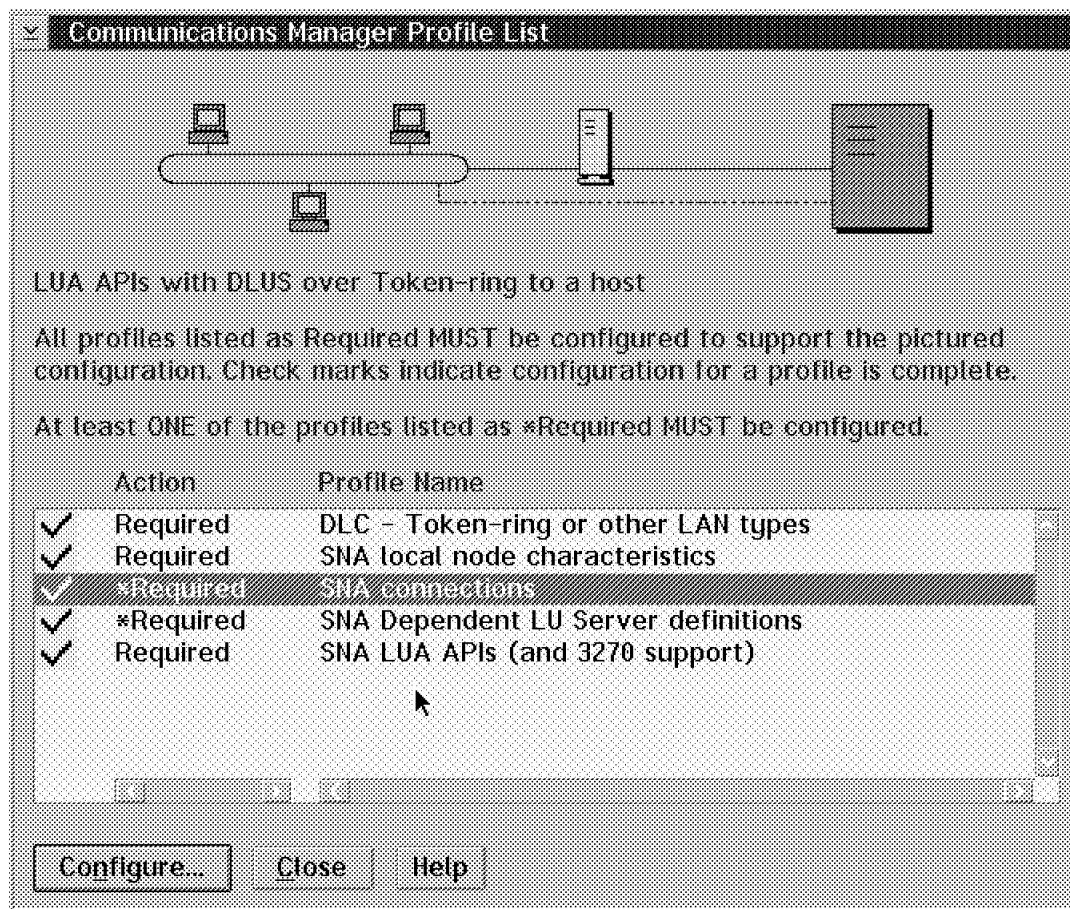 Communications Manager Profile List
LUA APIs with DLUS over Token-ring to a host
All profiles listed as Required MUST be configured to support the pictured
configuration. Check marks indicate configuration for a profile is complete.
At least ONE of the profiles listed as *Required MUST be configured.
Action Profile Name
Required DLC - Token-ring or other LAN types
Required SNA local node characteristics
*Required SNA connections
*Required SNA Dependent LU Server definitions
Required SNA LUA APIs (and 3270 support)
Configure... Close Help